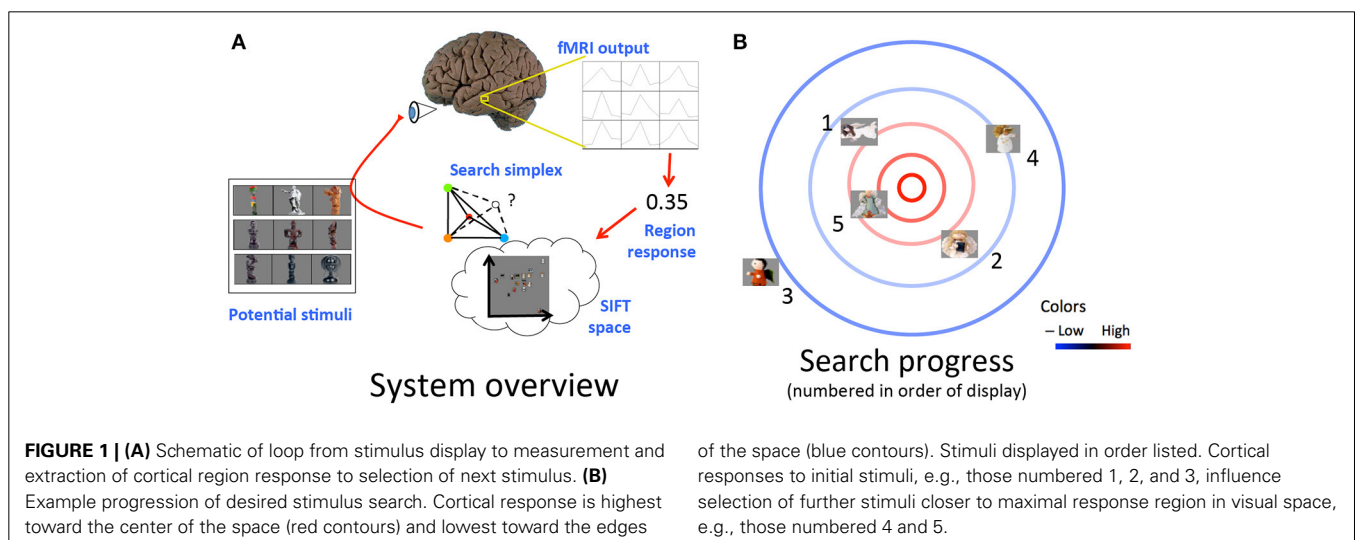 A
fMRI output
Search simplex
?
0.35
Region
response
SIFT
space
Potential stimuli
System overview
B
1
4
5
2
3
Colors
– Low High
Search progress
(numbered in order of display)
FIGURE 1 | (A) Schematic of loop from stimulus display to measurement and
extraction of cortical region response to selection of next stimulus. (B)
Example progression of desired stimulus search. Cortical response is highest
toward the center of the space (red contours) and lowest toward the edges
of the space (blue contours). Stimuli displayed in order listed. Cortical
responses to initial stimuli, e.g., those numbered 1, 2, and 3, influence
selection of further stimuli closer to maximal response region in visual space,
e.g., those numbered 4 and 5.